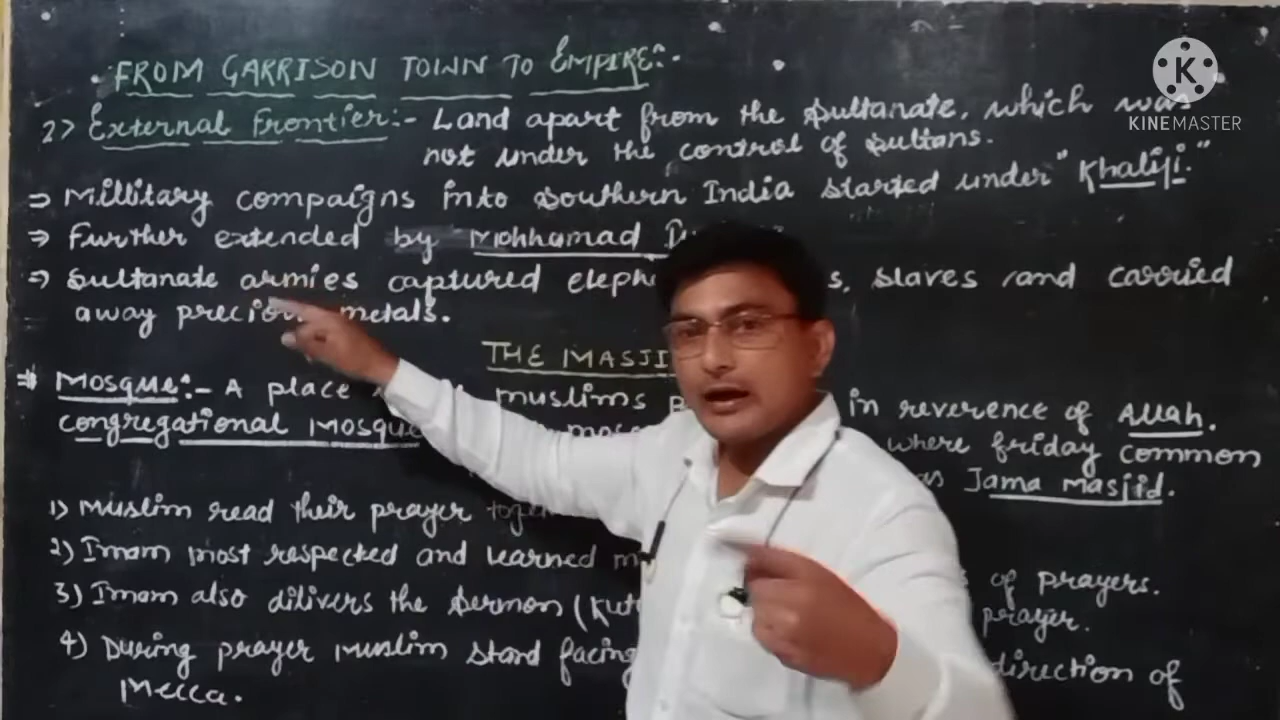 FROM GARRISON TOWN TO EMPIRE:-
K
KINEMASTER
2) External Frontier:- Land apart from the Sultanate, which was
not under the control of Sultans.
⇒ Millitary compaigns into Southern India started under "Khaliji."
⇒ Further extended by Mohhamad
⇒ Sultanate armies captured slaves and carried
away precious metals.
THE MASJI
⇒ Mosque:- A place muslims in reverence of Allah.
congregational Mosque where friday common
as Jama masjid.
1) Muslim read their prayer
2) Imam most respected and learned of prayers.
3) Imam also dilivers the Sermon prayer.
4) During prayer Muslim stand facing direction of
Mecca.